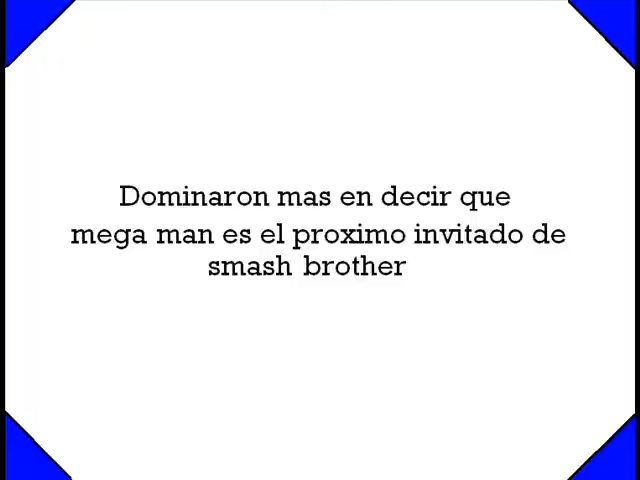 Dominaron mas en decir que
mega man es el proximo invitado de
smash brother